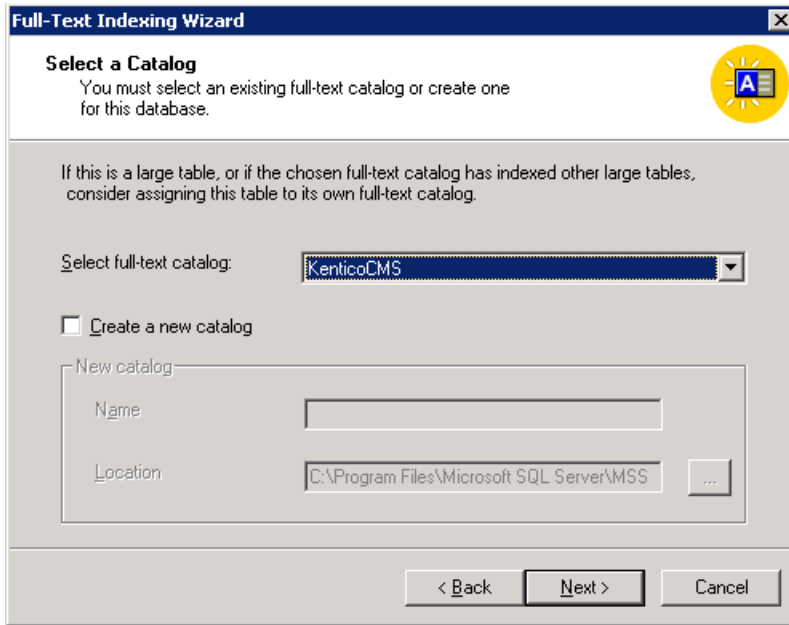 Full-Text Indexing Wizard
Select a Catalog
You must select an existing full-text catalog or create one
for this database.
A
If this is a large table, or if the chosen full-text catalog has indexed other large tables,
consider assigning this table to its own full-text catalog.
Select full-text catalog: KenticoCMS
Create a new catalog
New catalog
Name
Location C:\Program Files\Microsoft SQL Server\MSS ...
< Back Next > Cancel